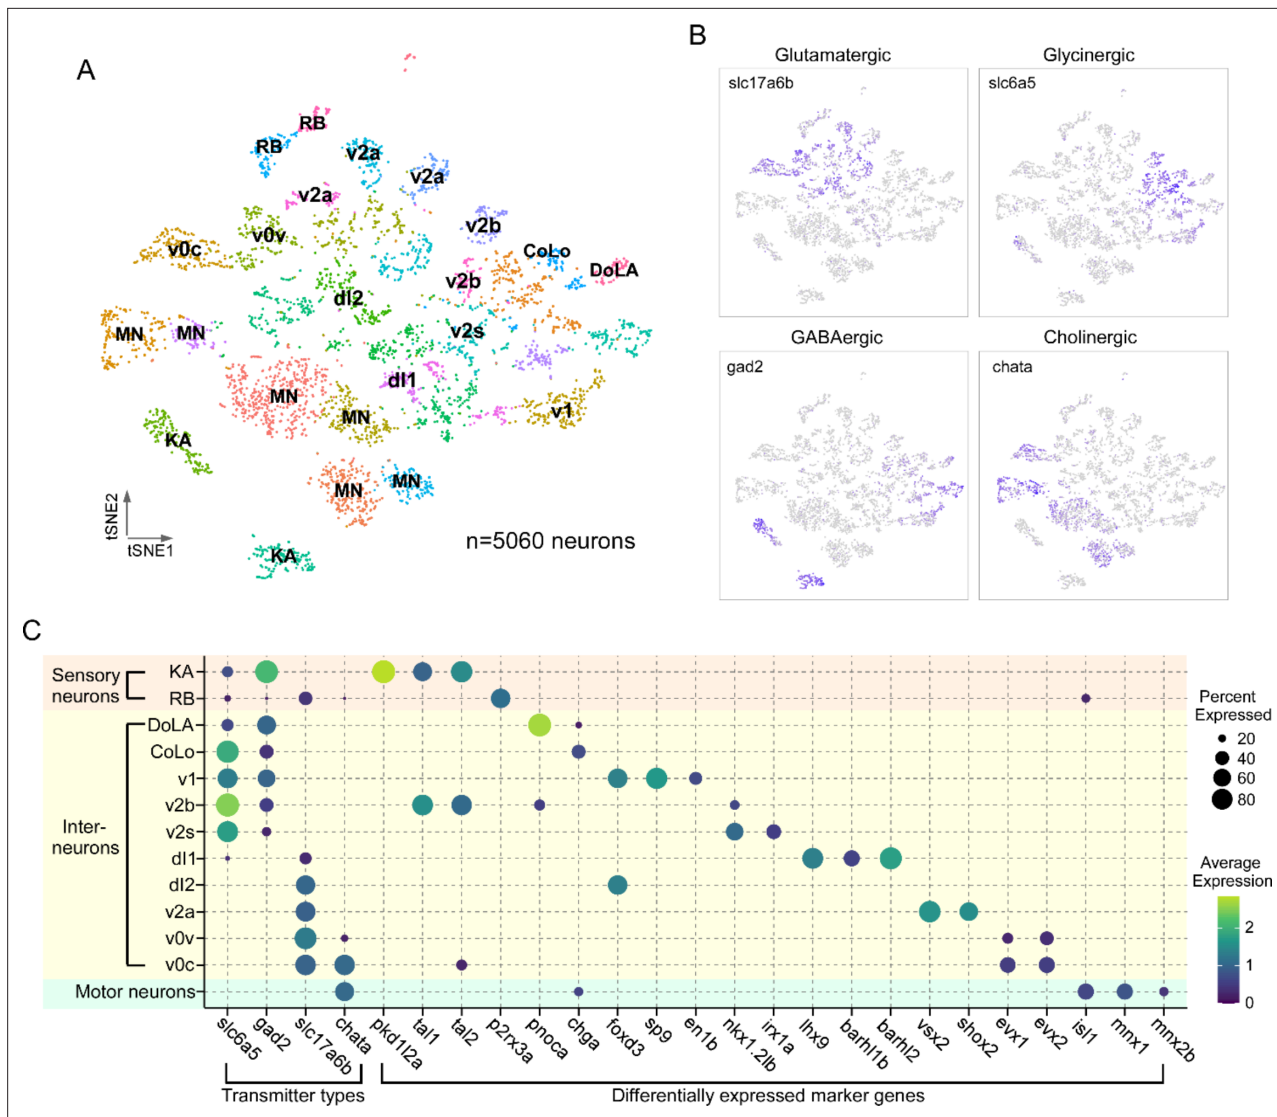 A
RB
RB
v2a
v2a
v2a
v2b
v0v
v0c
CoLo
DoLA
v2b
dI2
MN
MN
v2s
dI1
MN
MN
v1
KA
MN
MN
KA
tSNE2
tSNE1
n=5060 neurons
B
Glutamatergic
slc17a6b
Glycinergic
slc6a5
GABAergic
gad2
Cholinergic
chata
C
Sensory
neurons
Inter-
neurons
KA
RB
DoLA
CoLo
v1
v2b
v2s
dI1
dI2
v2a
v0v
v0c
Motor neurons
slc6a5
gad2
slc17a6b
chata
pkd1l2a
tal1
tal2
p2rx3a
pnoca
chga
foxd3
sp9
en1b
nkx1.2lb
irx1a
lhx9
barhl1b
barhl2
vsx2
shox2
evx1
evx2
isl1
mnx1
mnx2b
Transmitter types
Differentially expressed marker genes
Percent
Expressed
20
40
60
80
Average
Expression
2
1
0